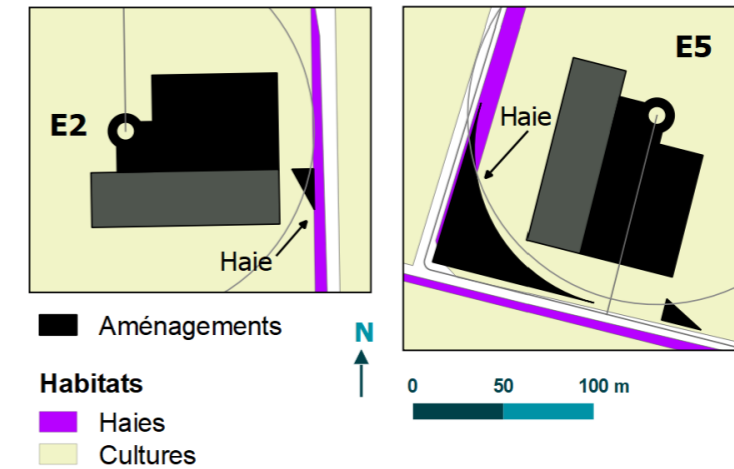 E2
Haie
E5
Haie
Aménagements
N
Habitats
Haies
Cultures
0 50 100 m